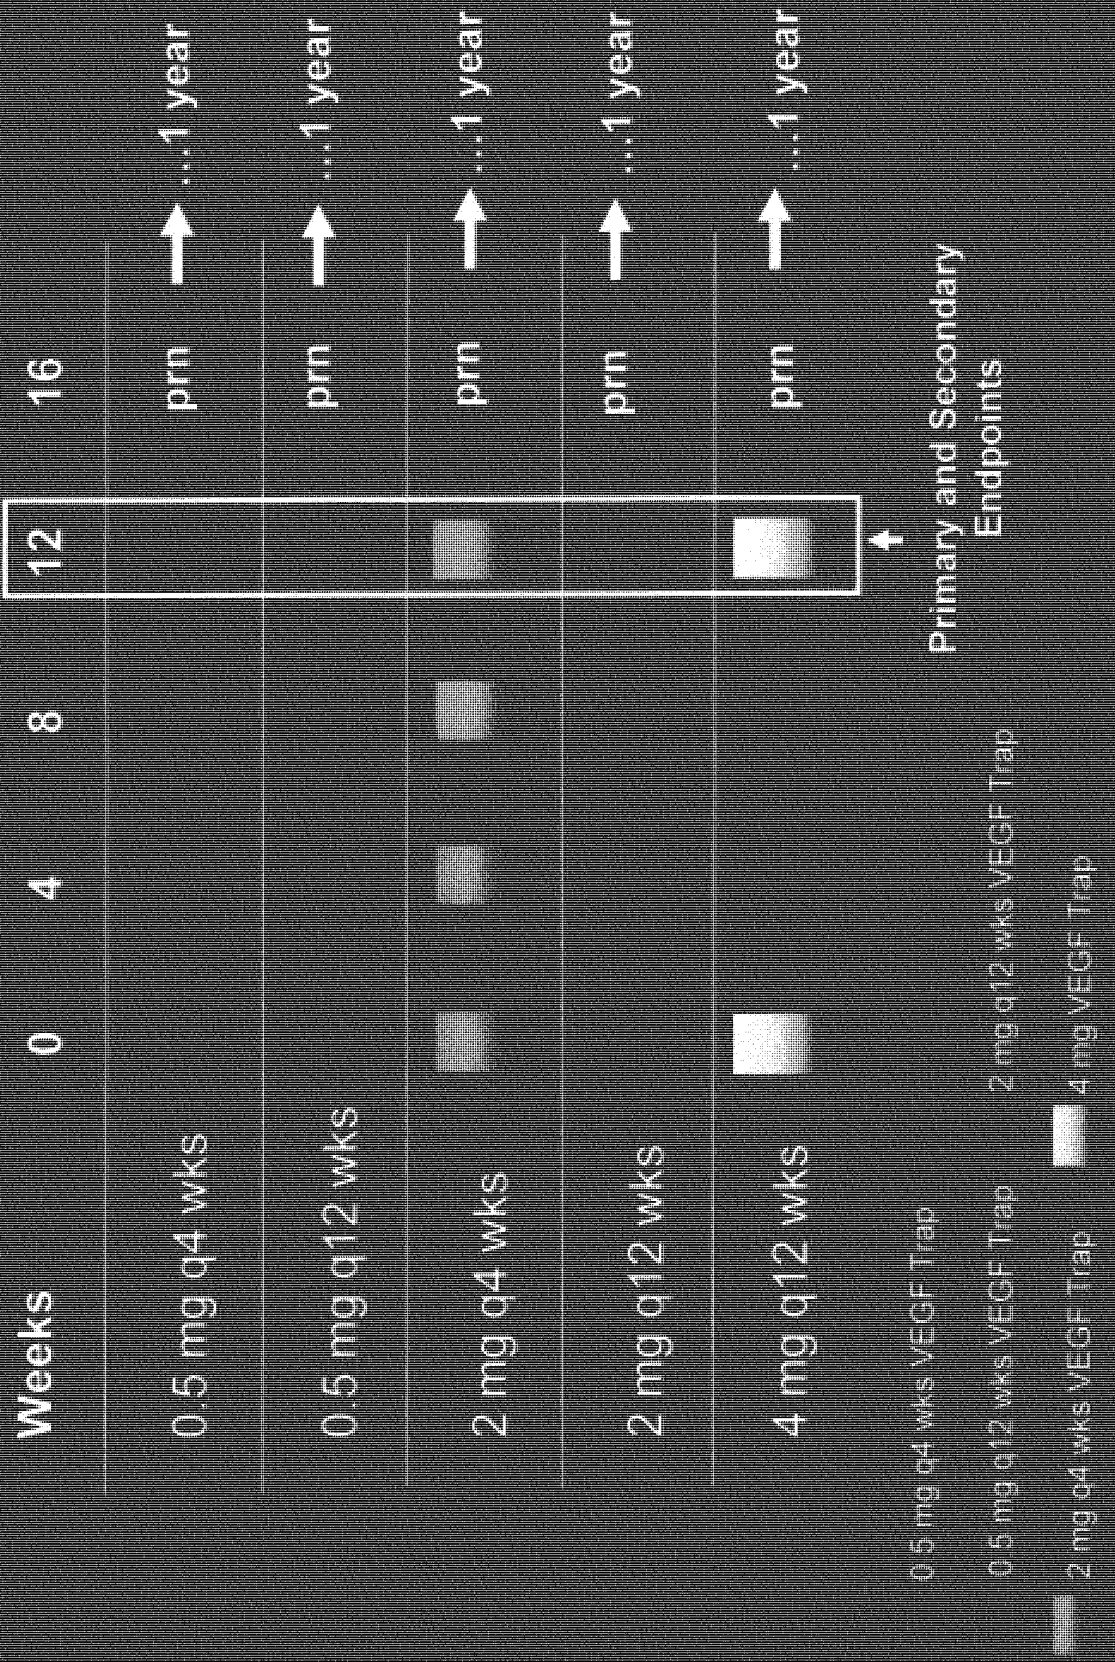 Weeks 0 4 8 12 16
0.5 mg q4 wks prn ...1 year
0.5 mg q12 wks prn ...1 year
2 mg q4 wks prn ...1 year
2 mg q12 wks prn ...1 year
4 mg q12 wks prn ...1 year
Primary and Secondary
Endpoints
0.5 mg q4 wks VEGF Trap
0.5 mg q12 wks VEGF Trap 2 mg q12 wks VEGF Trap
2 mg q4 wks VEGF Trap 4 mg VEGF Trap